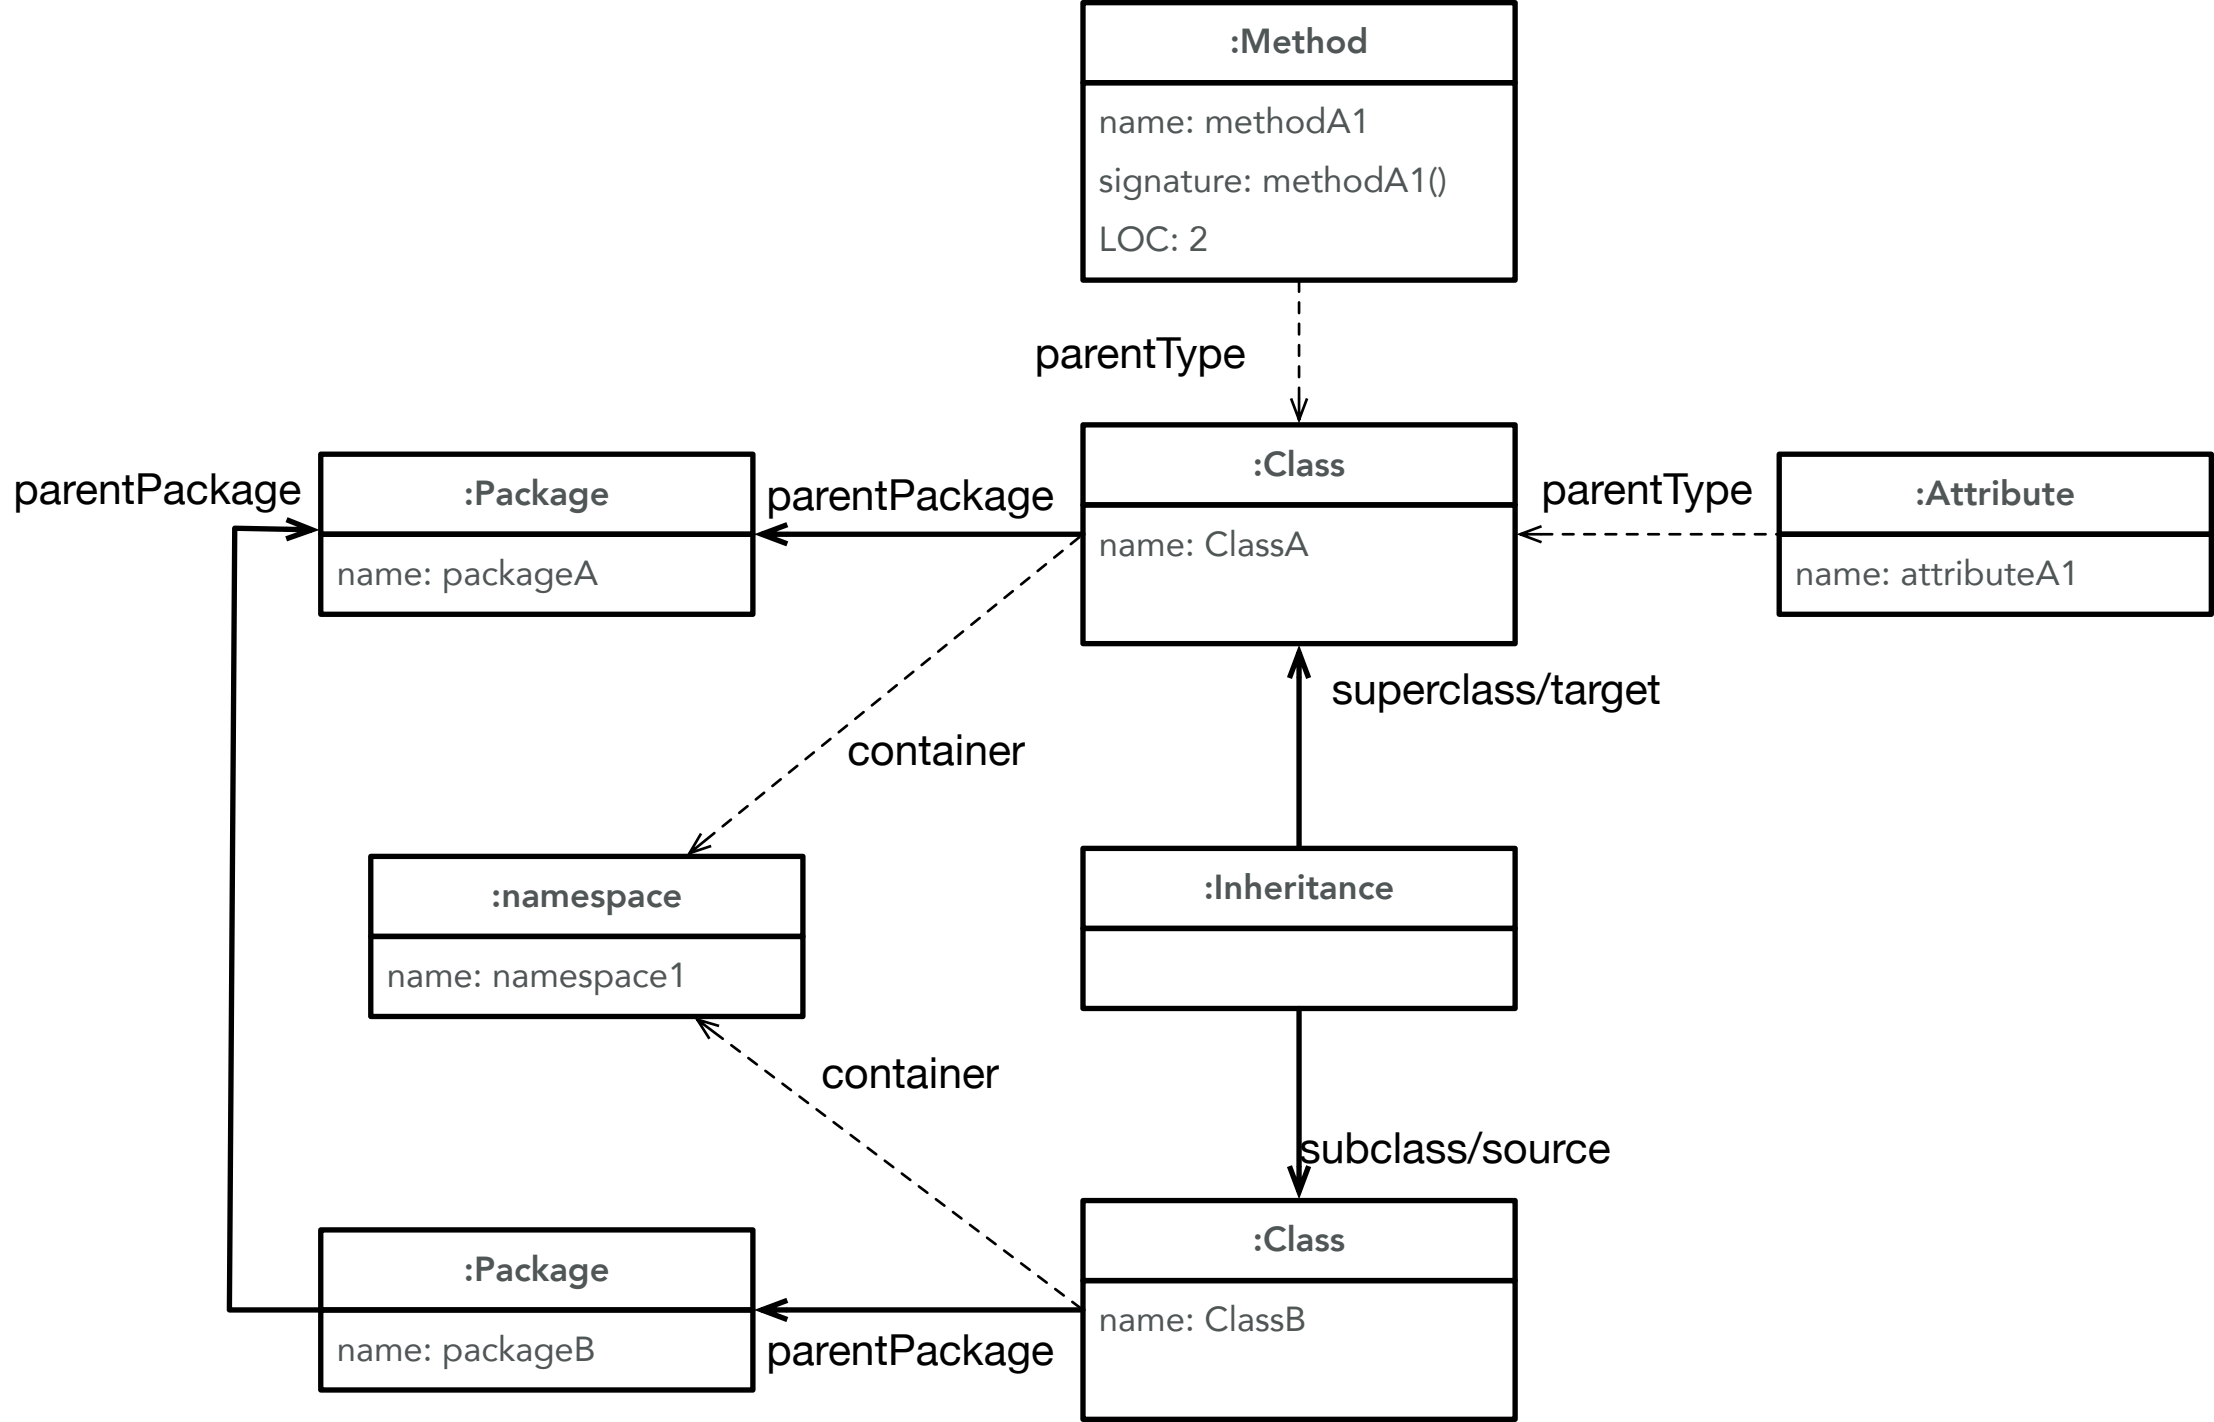 :Method
name: methodA1
signature: methodA1()
LOC: 2
parentType
parentPackage
:Package
name: packageA
parentPackage
:Class
name: ClassA
parentType
:Attribute
name: attributeA1
superclass/target
container
:namespace
name: namespace1
:Inheritance
container
subclass/source
:Package
name: packageB
parentPackage
:Class
name: ClassB